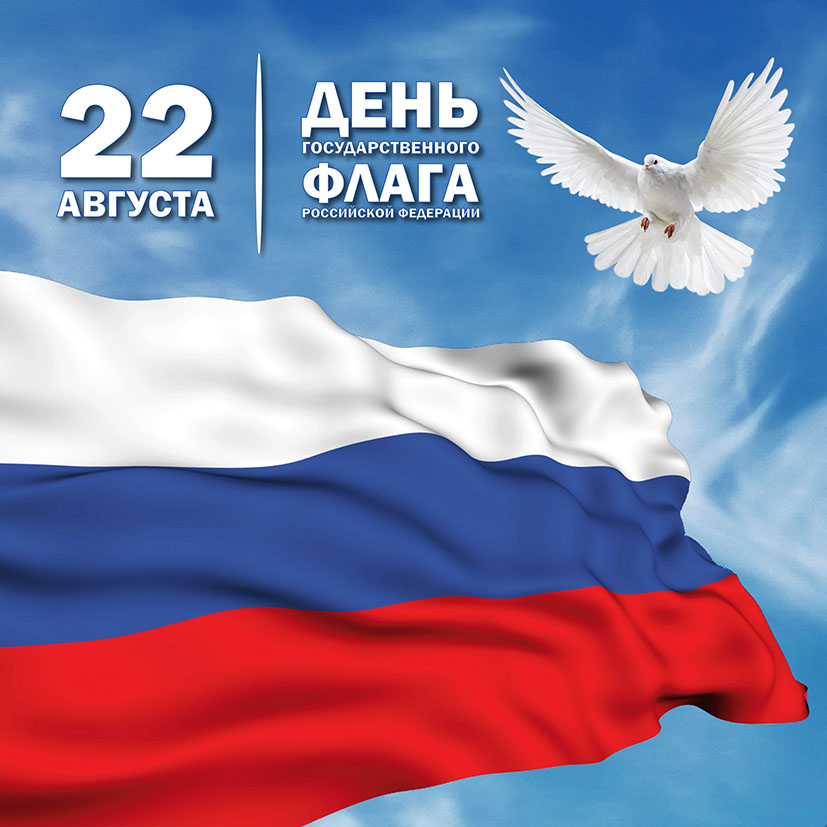 22
АВГУСТА
ДЕНЬ
ГОСУДАРСТВЕННОГО
ФЛАГА
РОССИЙСКОЙ ФЕДЕРАЦИИ